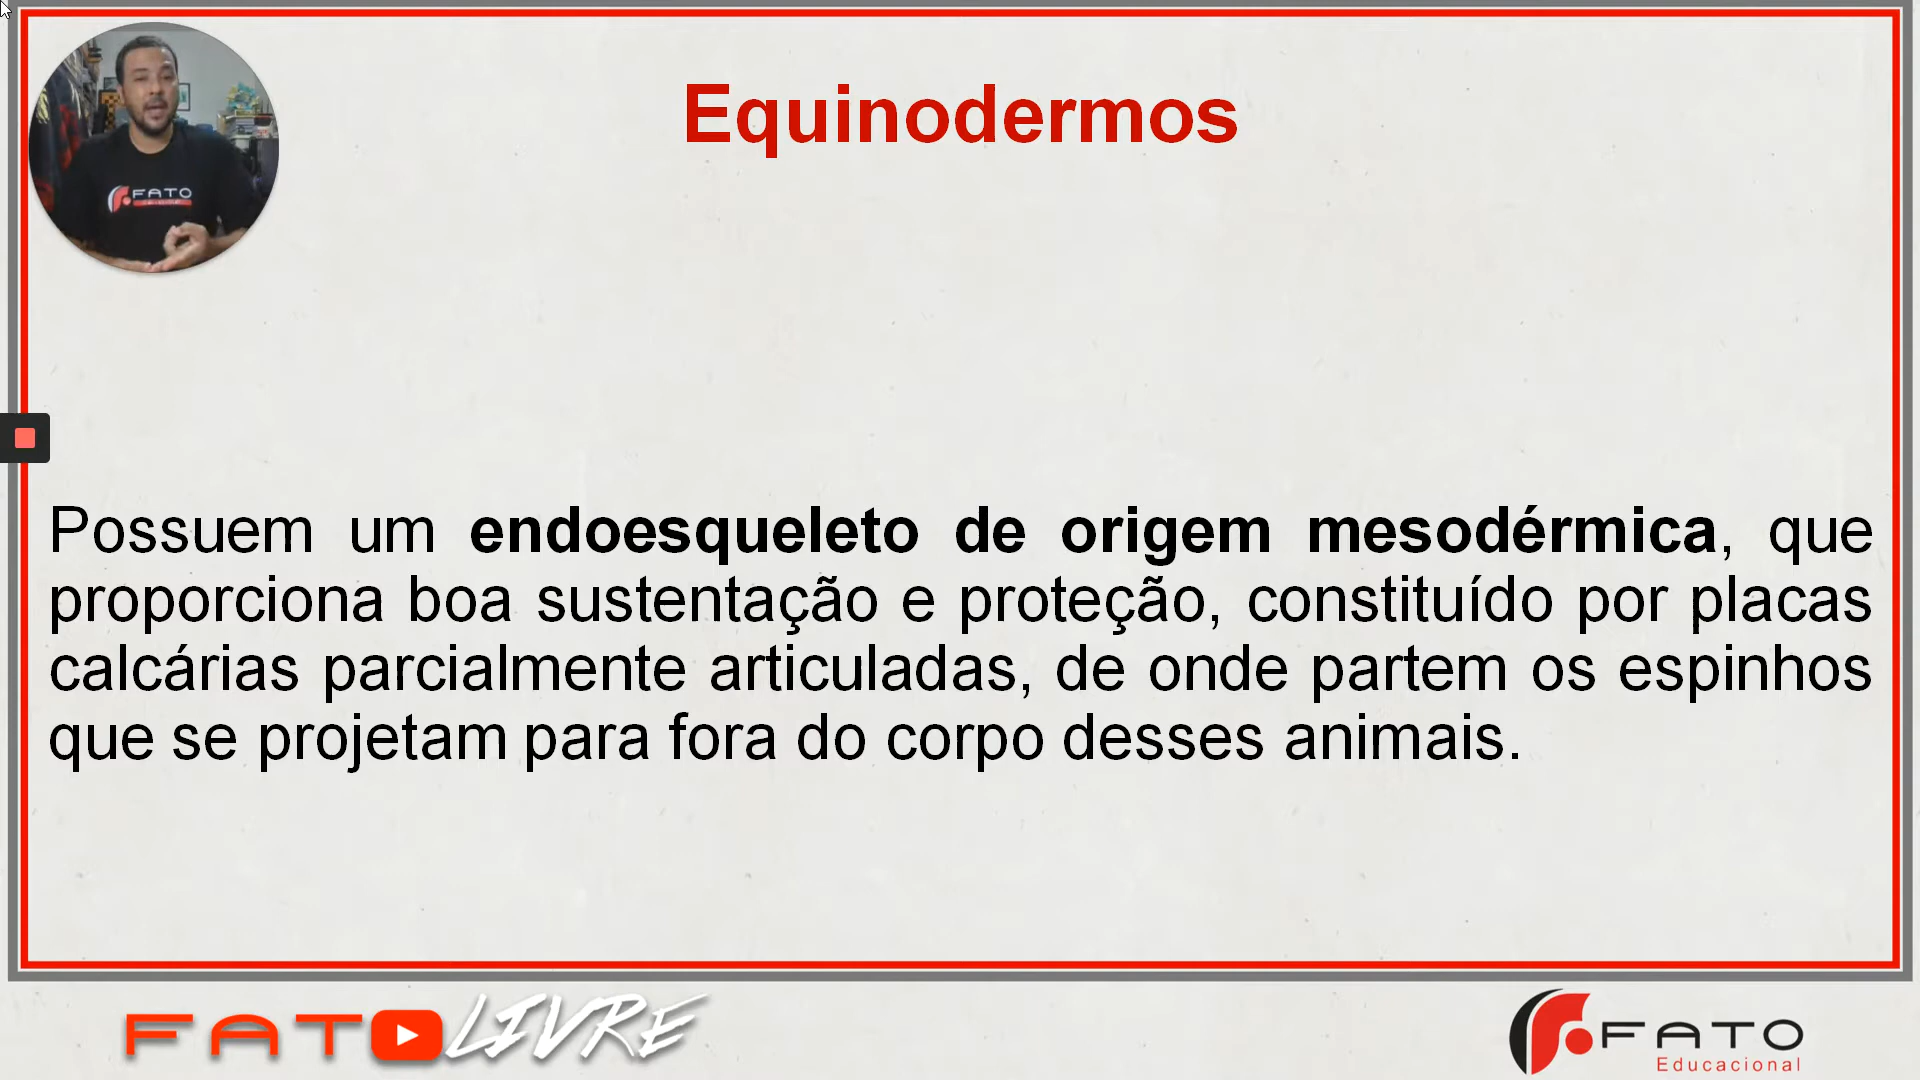 Equinodermos
FATO
Possuem um endoesqueleto de origem mesodérmica, que
proporciona boa sustentação e proteção, constituído por placas
calcárias parcialmente articuladas, de onde partem os espinhos
que se projetam para fora do corpo desses animais.
FATO LIVRE
FATO
Educacional